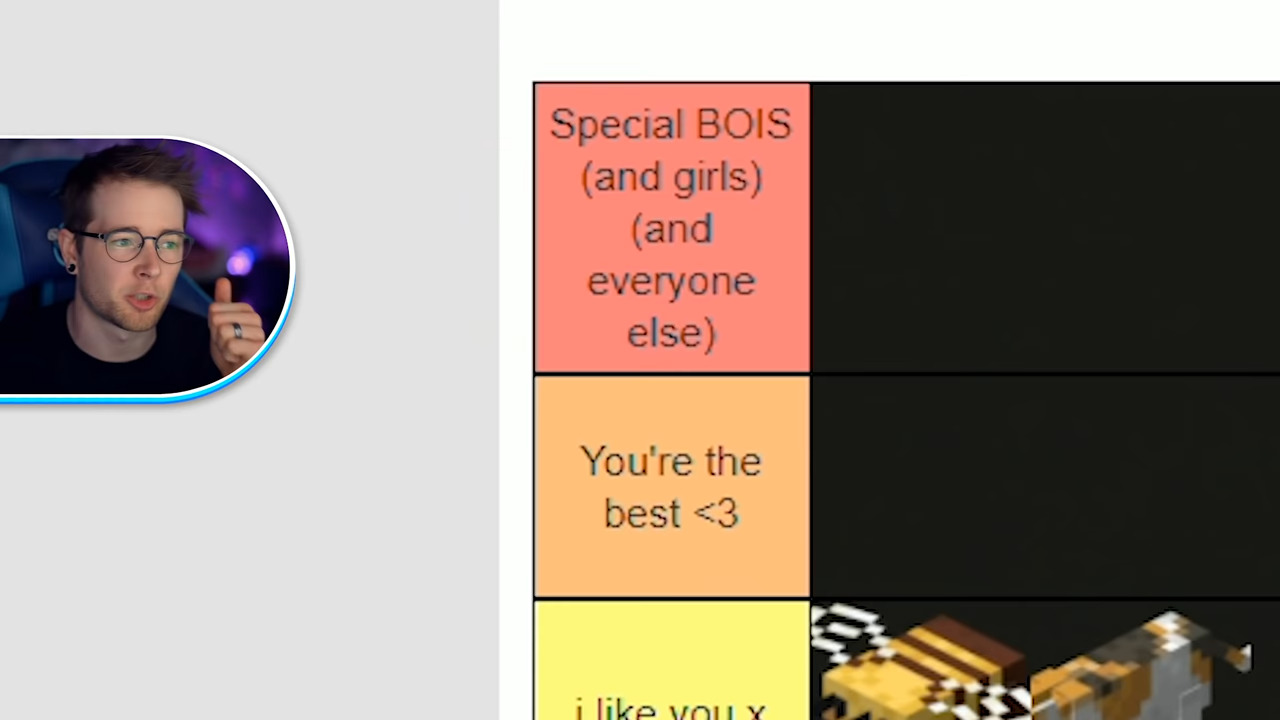 Special BOIS
(and girls)
(and
everyone
else)
You're the
best <3
i like you x